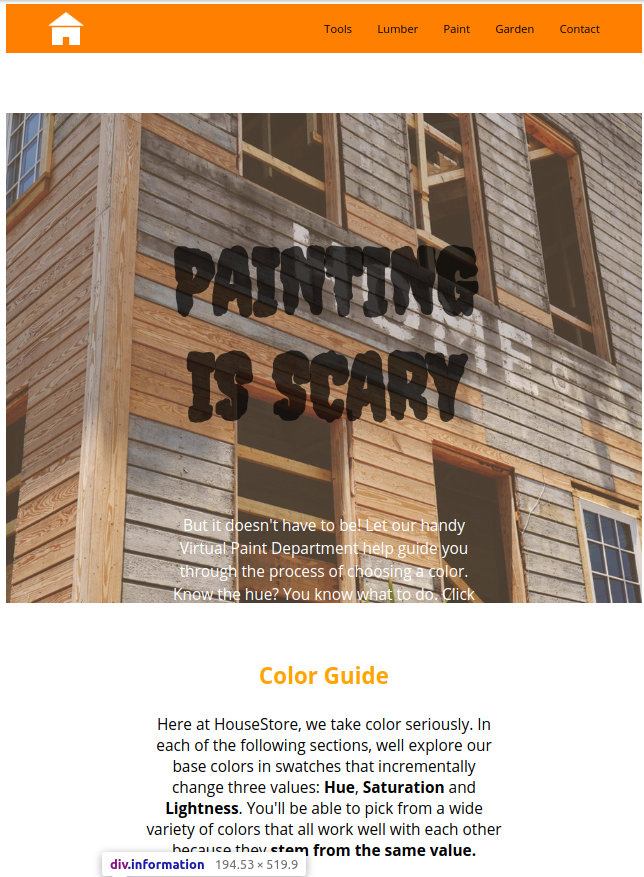 Tools Lumber Paint Garden Contact
PAINTING
IS SCARY
HOME
But it doesn't have to be! Let our handy
Virtual Paint Department help guide you
through the process of choosing a color.
Know the hue? You know what to do. Click
Color Guide
Here at HouseStore, we take color seriously. In
each of the following sections, well explore our
base colors in swatches that incrementally
change three values: Hue, Saturation and
Lightness. You'll be able to pick from a wide
variety of colors that all work well with each other
because they stem from the same value.
div.information 194.53 × 519.9